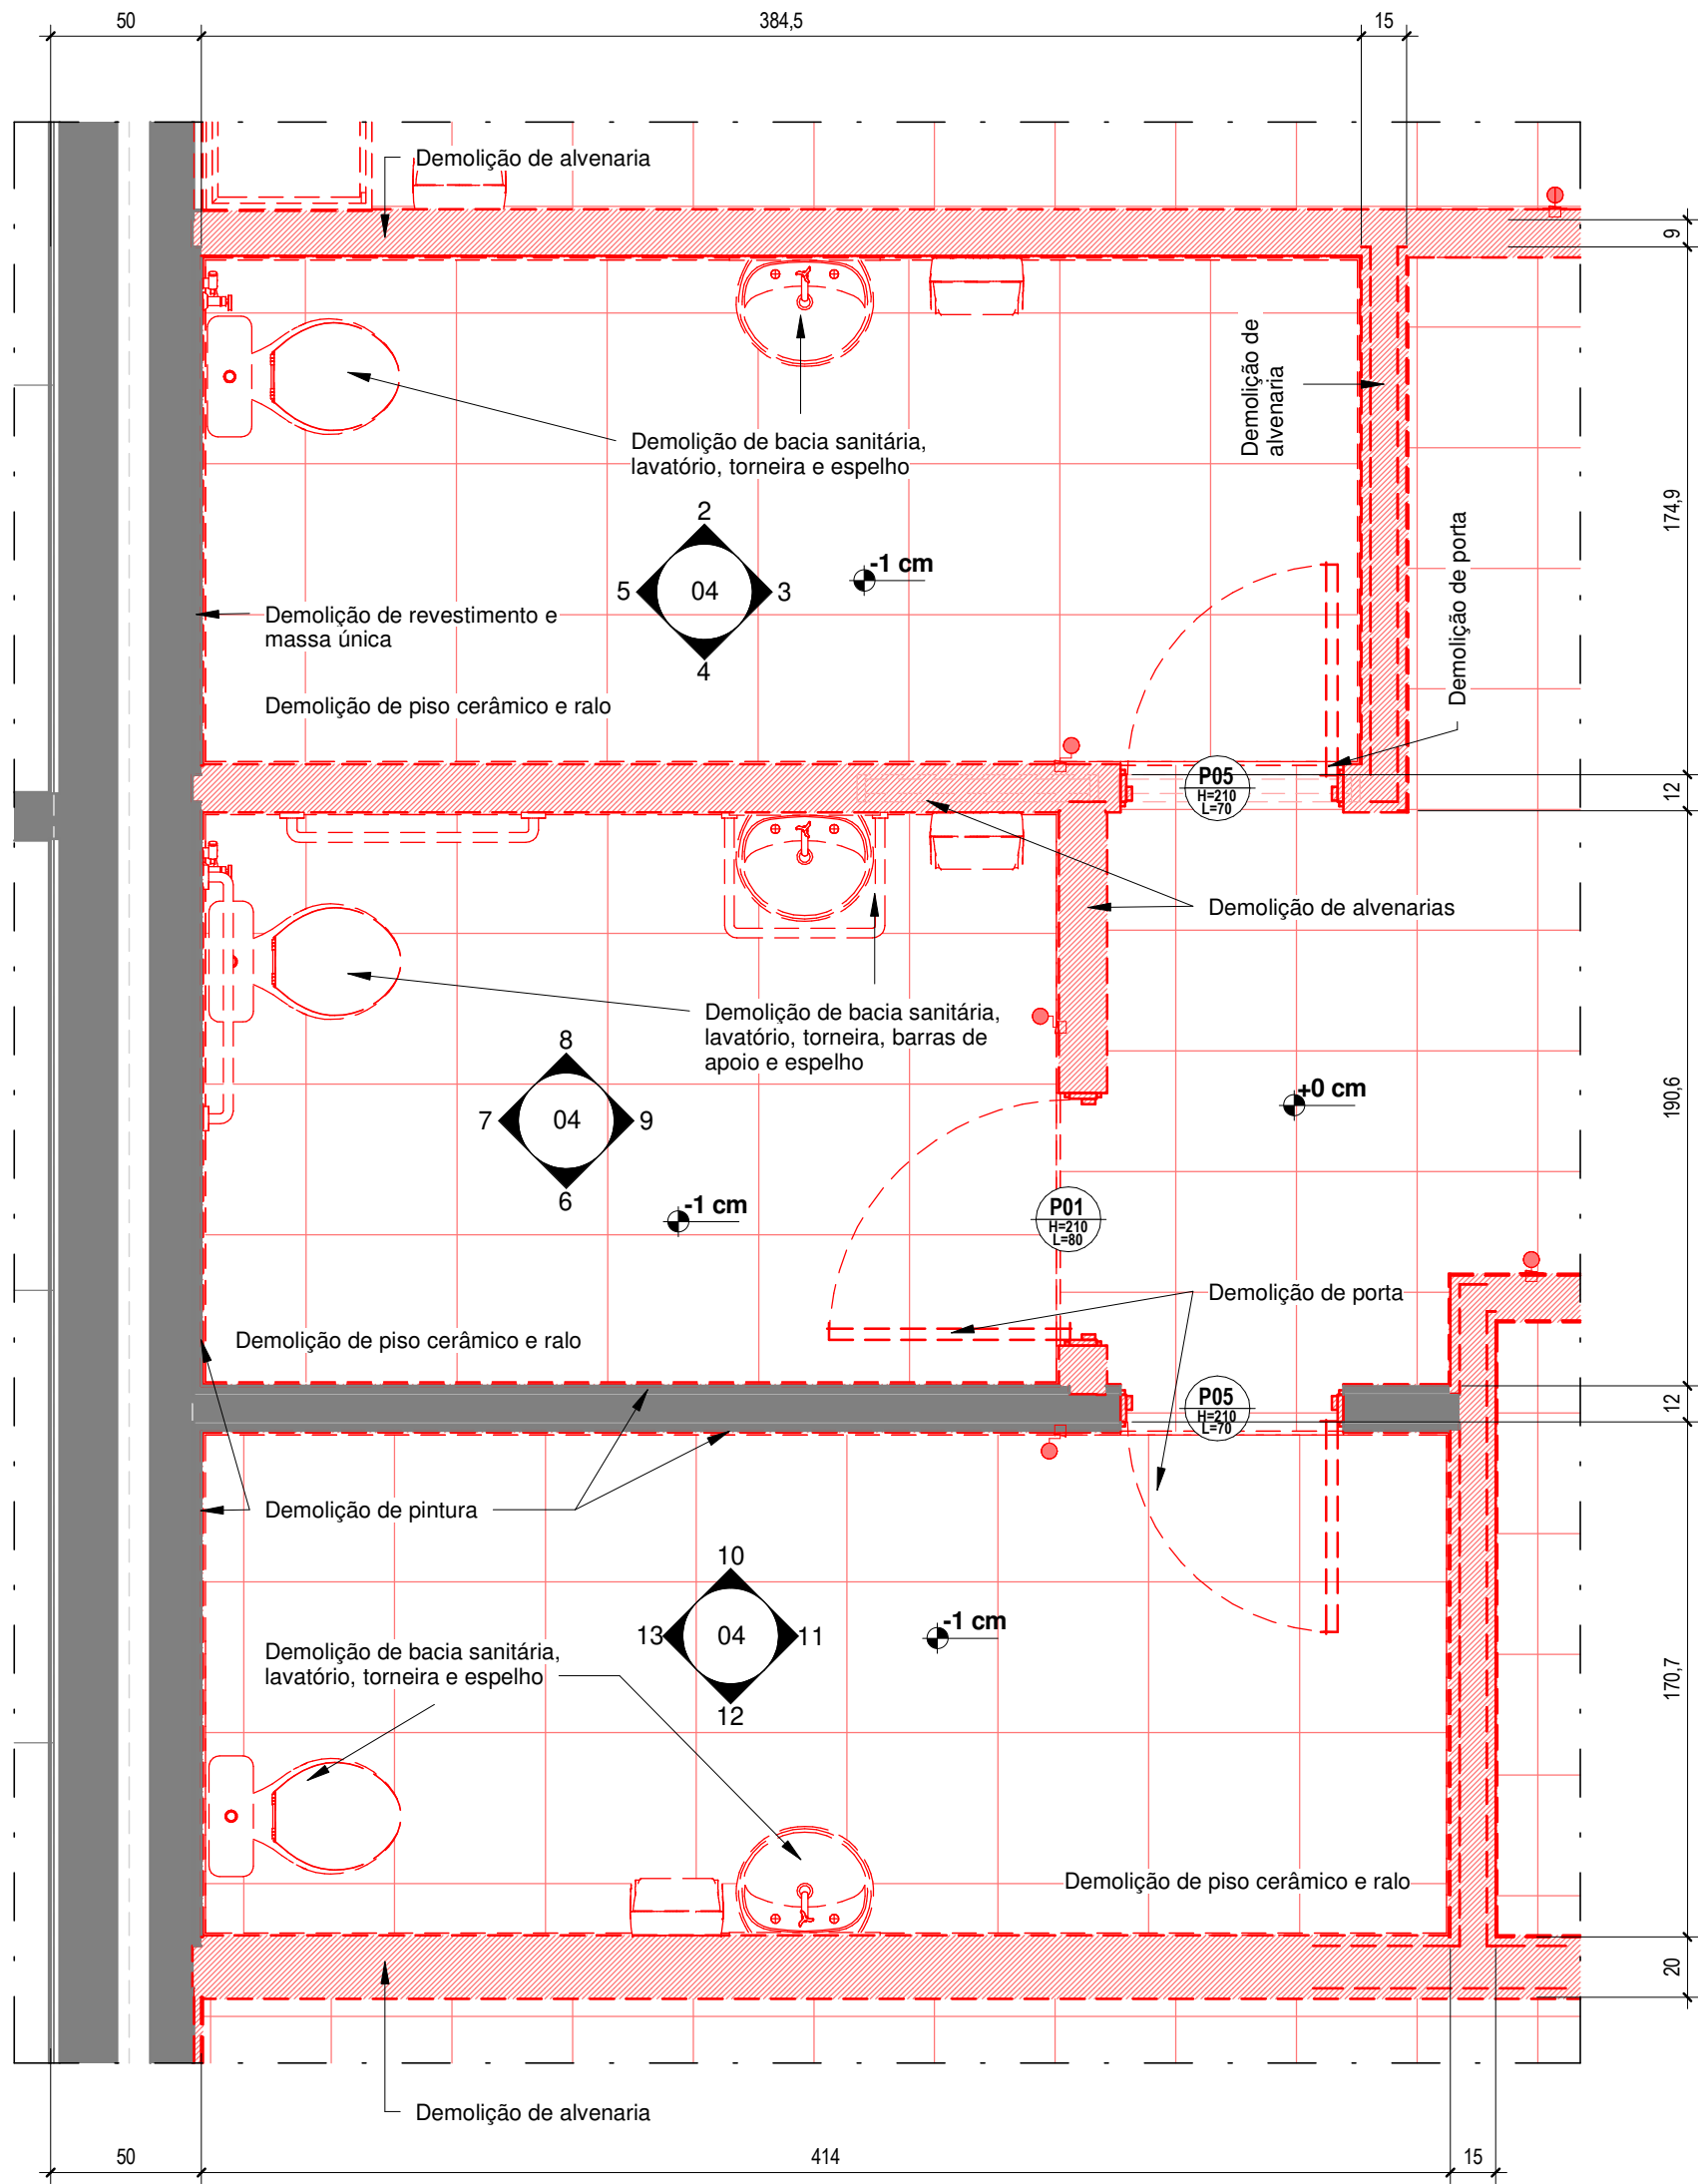 50
384,5
15
Demolição de alvenaria
9
Demolição de
alvenaria
Demolição de bacia sanitária,
lavatório, torneira e espelho
174,9
2
5
04
3
4
-1 cm
Demolição de porta
Demolição de revestimento e
massa única
Demolição de piso cerâmico e ralo
P05
H=210
L=70
12
Demolição de alvenarias
Demolição de bacia sanitária,
lavatório, torneira, barras de
apoio e espelho
8
7
04
9
6
+0 cm
190,6
-1 cm
P01
H=210
L=80
Demolição de porta
Demolição de piso cerâmico e ralo
P05
H=210
L=70
12
Demolição de pintura
10
13
04
11
12
-1 cm
Demolição de bacia sanitária,
lavatório, torneira e espelho
170,7
Demolição de piso cerâmico e ralo
20
Demolição de alvenaria
50
414
15